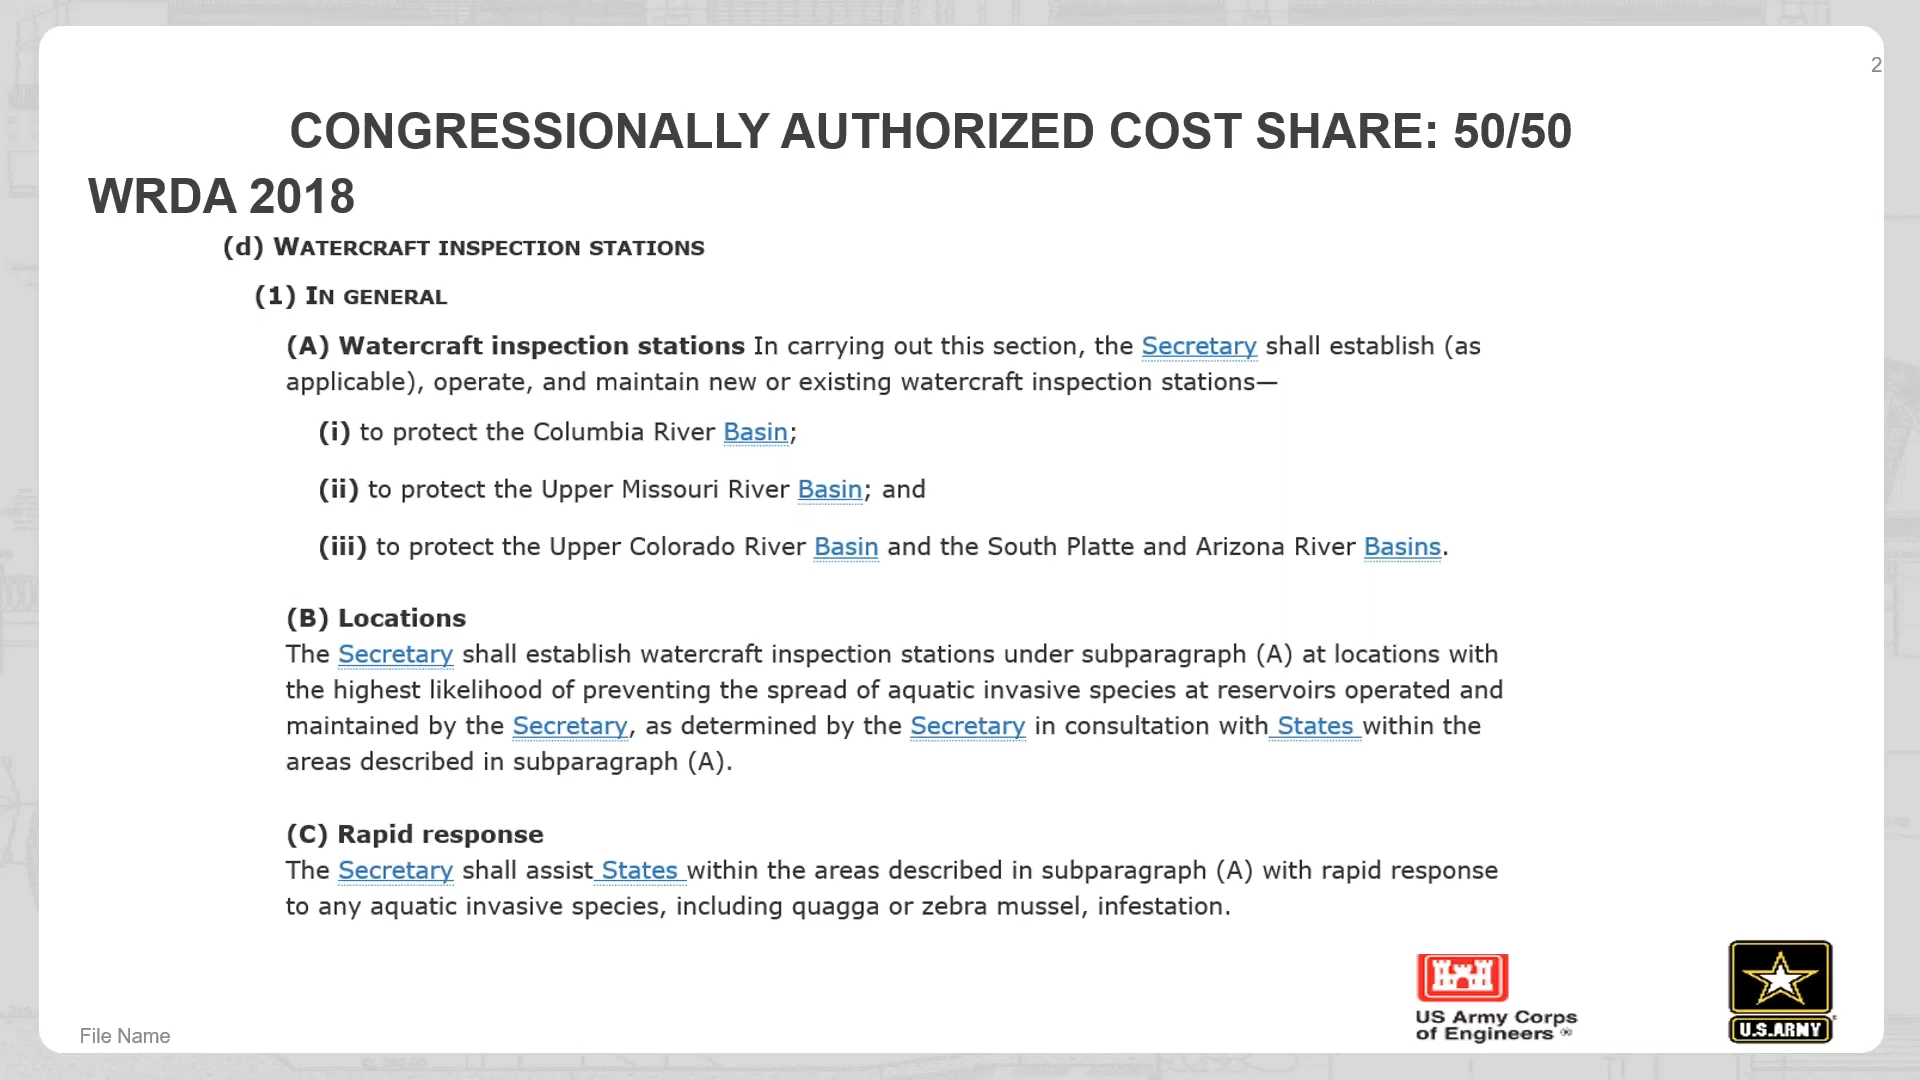 2
CONGRESSIONALLY AUTHORIZED COST SHARE: 50/50
WRDA 2018
(d) WATERCRAFT INSPECTION STATIONS
(1) IN GENERAL
(A) Watercraft inspection stations In carrying out this section, the Secretary shall establish (as
applicable), operate, and maintain new or existing watercraft inspection stations—
(i) to protect the Columbia River Basin;
(ii) to protect the Upper Missouri River Basin; and
(iii) to protect the Upper Colorado River Basin and the South Platte and Arizona River Basins.
(B) Locations
The Secretary shall establish watercraft inspection stations under subparagraph (A) at locations with
the highest likelihood of preventing the spread of aquatic invasive species at reservoirs operated and
maintained by the Secretary, as determined by the Secretary in consultation with States within the
areas described in subparagraph (A).
(C) Rapid response
The Secretary shall assist States within the areas described in subparagraph (A) with rapid response
to any aquatic invasive species, including quagga or zebra mussel, infestation.
US Army Corps
of Engineers ®
U.S.ARMY
File Name